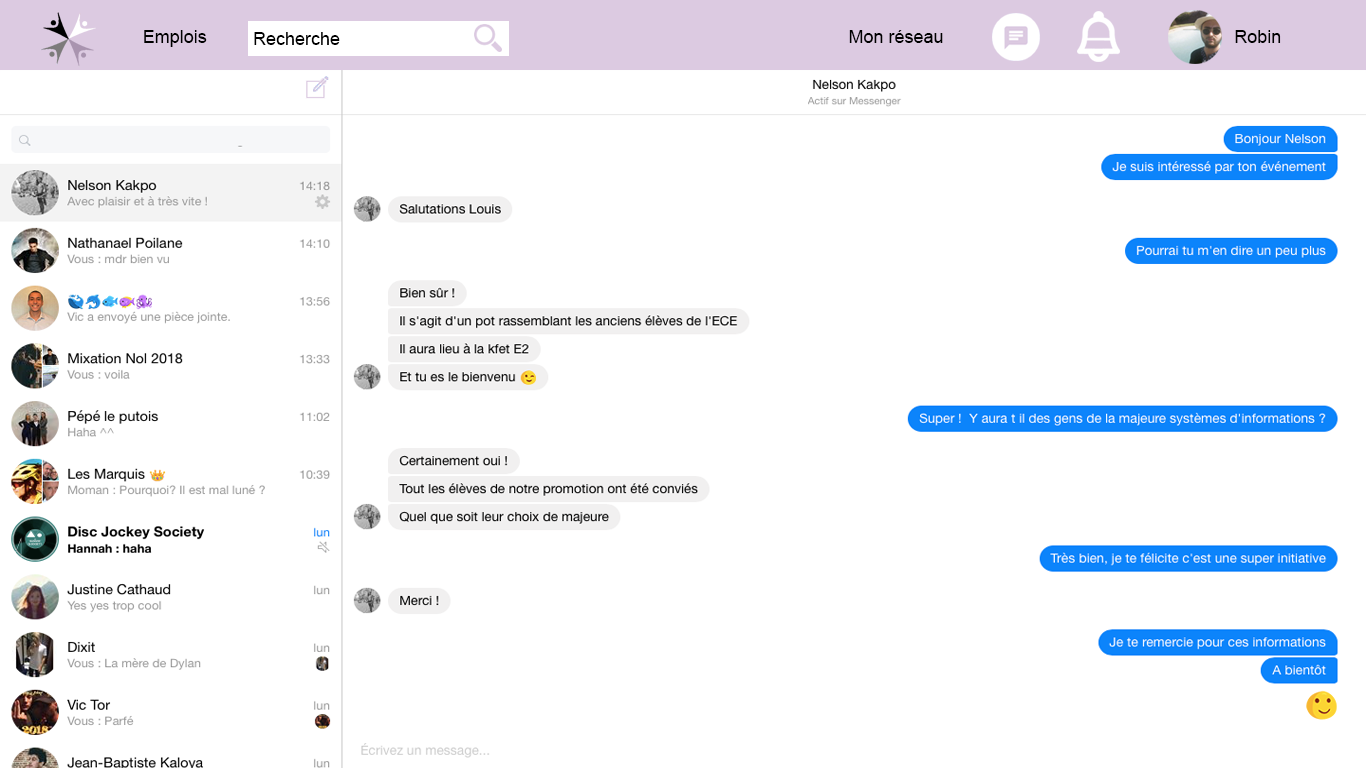 Emplois
Recherche
Mon réseau
Robin
Nelson Kakpo
Actif sur Messenger
Nelson Kakpo 14:18
Avec plaisir et à très vite !
Nathanael Poilane 14:10
Vous : mdr bien vu
13:56
Vic a envoyé une pièce jointe.
Mixation Nol 2018 13:33
Vous : voila
Pépé le putois 11:02
Haha ^^
Les Marquis 👑 10:39
Moman : Pourquoi? Il est mal luné ?
Disc Jockey Society lun
Hannah : haha
Justine Cathaud lun
Yes yes trop cool
Dixit lun
Vous : La mère de Dylan
Vic Tor lun
Vous : Parfé
2018
Jean-Baptiste Kaloya lun
Bonjour Nelson
Je suis intéressé par ton événement
Salutations Louis
Pourrai tu m'en dire un peu plus
Bien sûr !
Il s'agit d'un pot rassemblant les anciens élèves de l'ECE
Il aura lieu à la kfet E2
Et tu es le bienvenu 😉
Super !  Y aura t il des gens de la majeure systèmes d'informations ?
Certainement oui !
Tout les élèves de notre promotion ont été conviés
Quel que soit leur choix de majeure
Très bien, je te félicite c'est une super initiative
Merci !
Je te remercie pour ces informations
A bientôt
🙂
Écrivez un message...